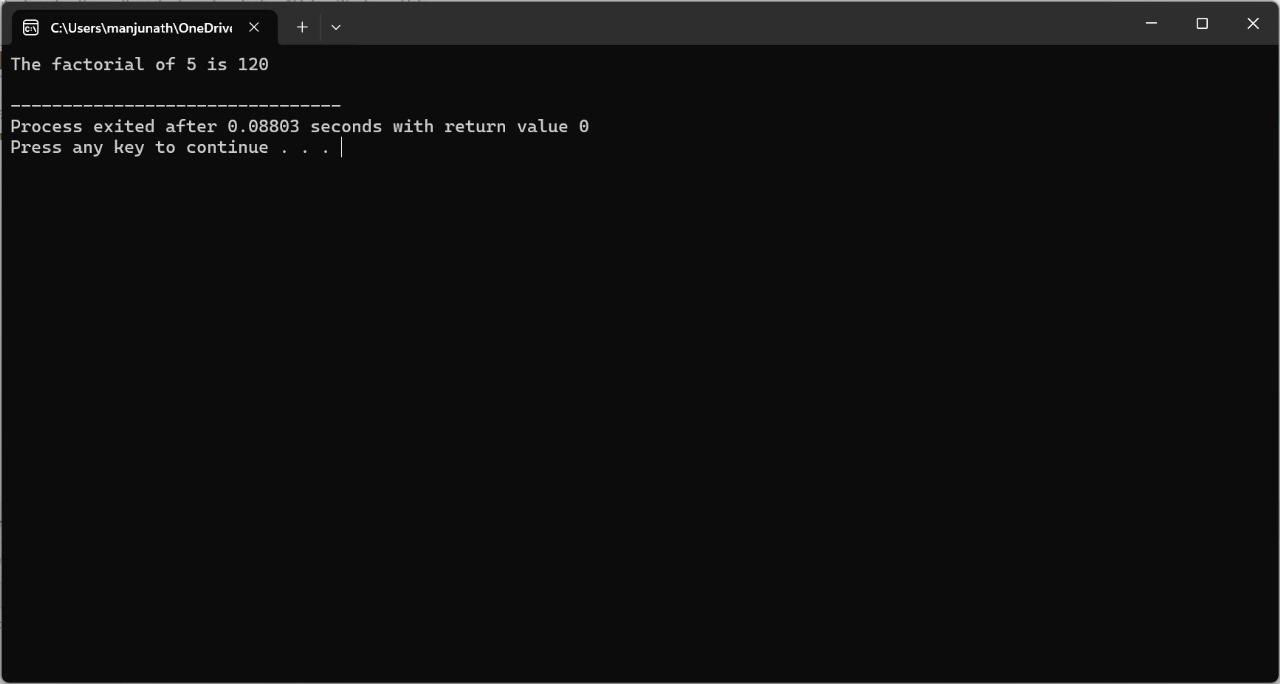 C:\Users\manjunath\OneDrive
The factorial of 5 is 120
--------------------------------
Process exited after 0.08803 seconds with return value 0
Press any key to continue . . .